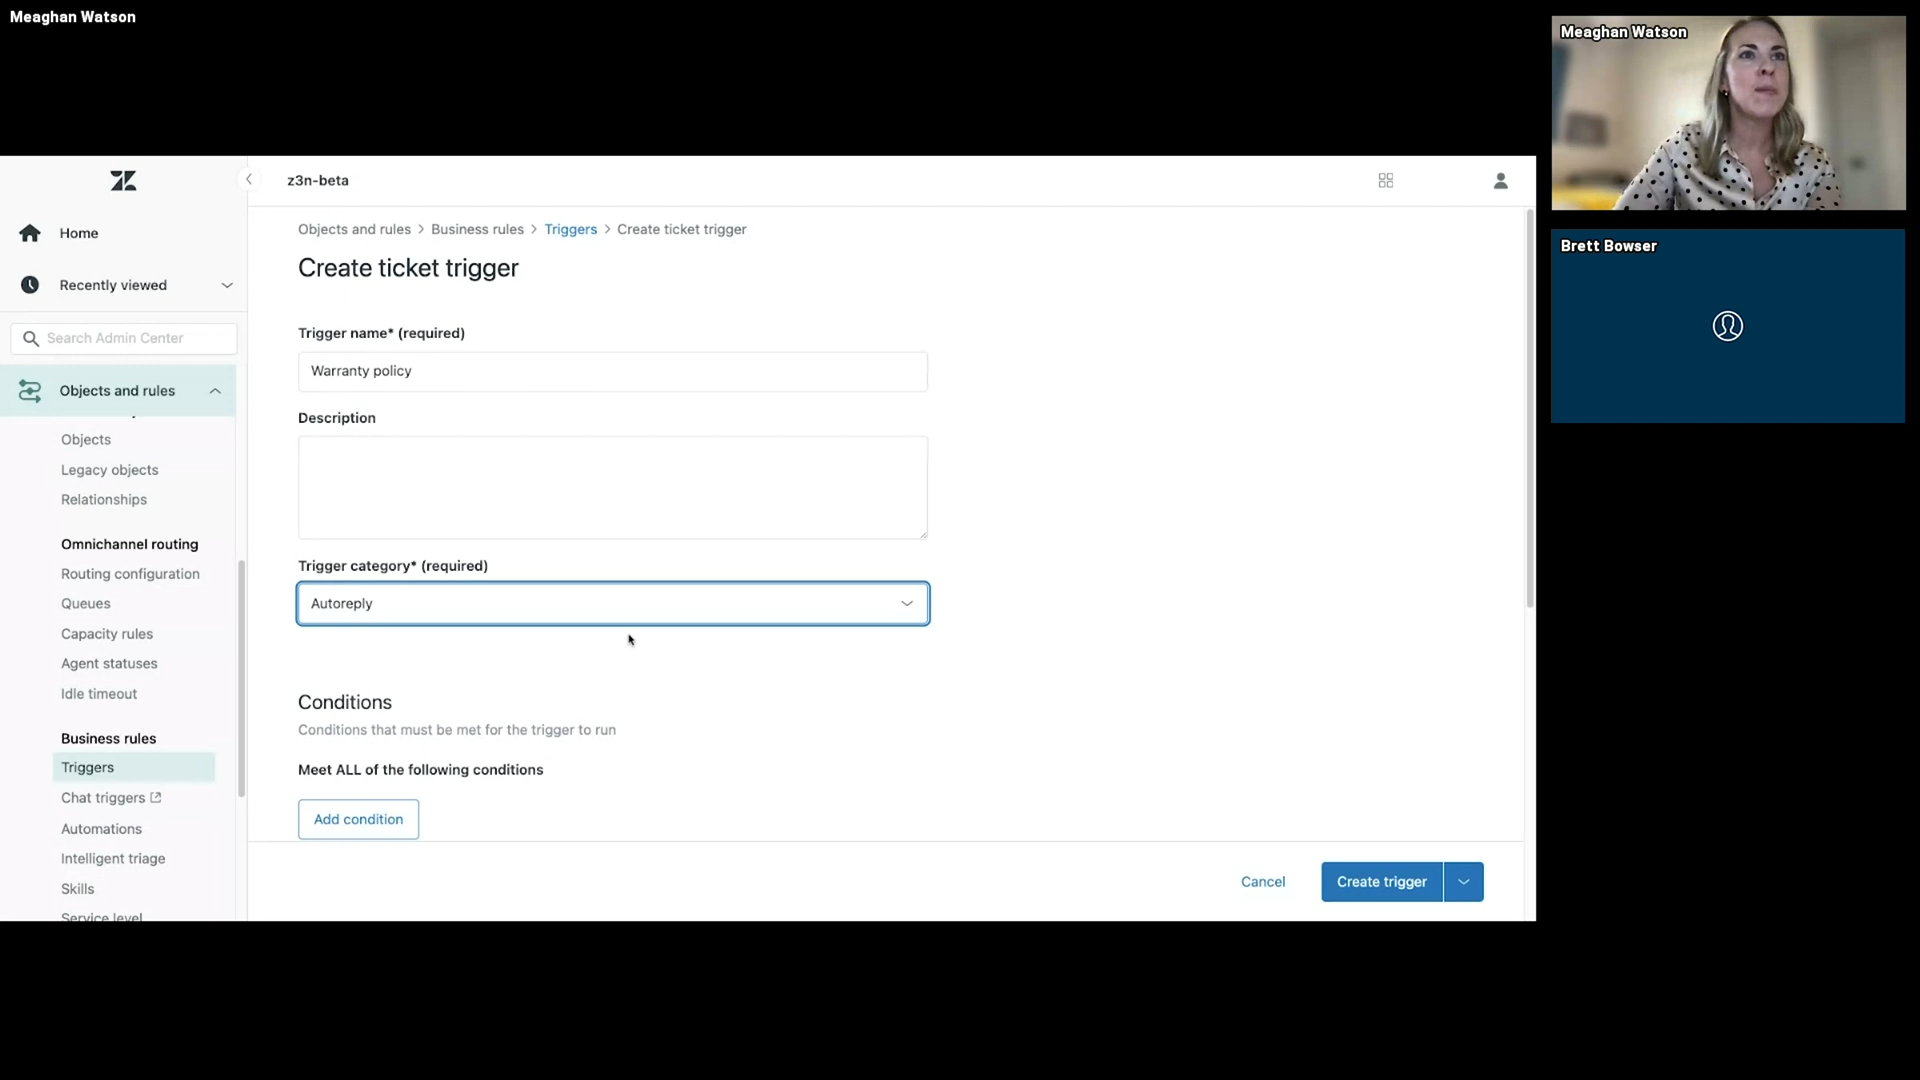 Meaghan Watson
Meaghan Watson
Brett Bowser
z3n-beta
Home
Recently viewed
Search Admin Center
Objects and rules
Objects
Legacy objects
Relationships
Omnichannel routing
Routing configuration
Queues
Capacity rules
Agent statuses
Idle timeout
Business rules
Triggers
Chat triggers
Automations
Intelligent triage
Skills
Service level
Objects and rules > Business rules > Triggers > Create ticket trigger
Create ticket trigger
Trigger name* (required)
Warranty policy
Description
Trigger category* (required)
Autoreply
Conditions
Conditions that must be met for the trigger to run
Meet ALL of the following conditions
Add condition
Cancel
Create trigger